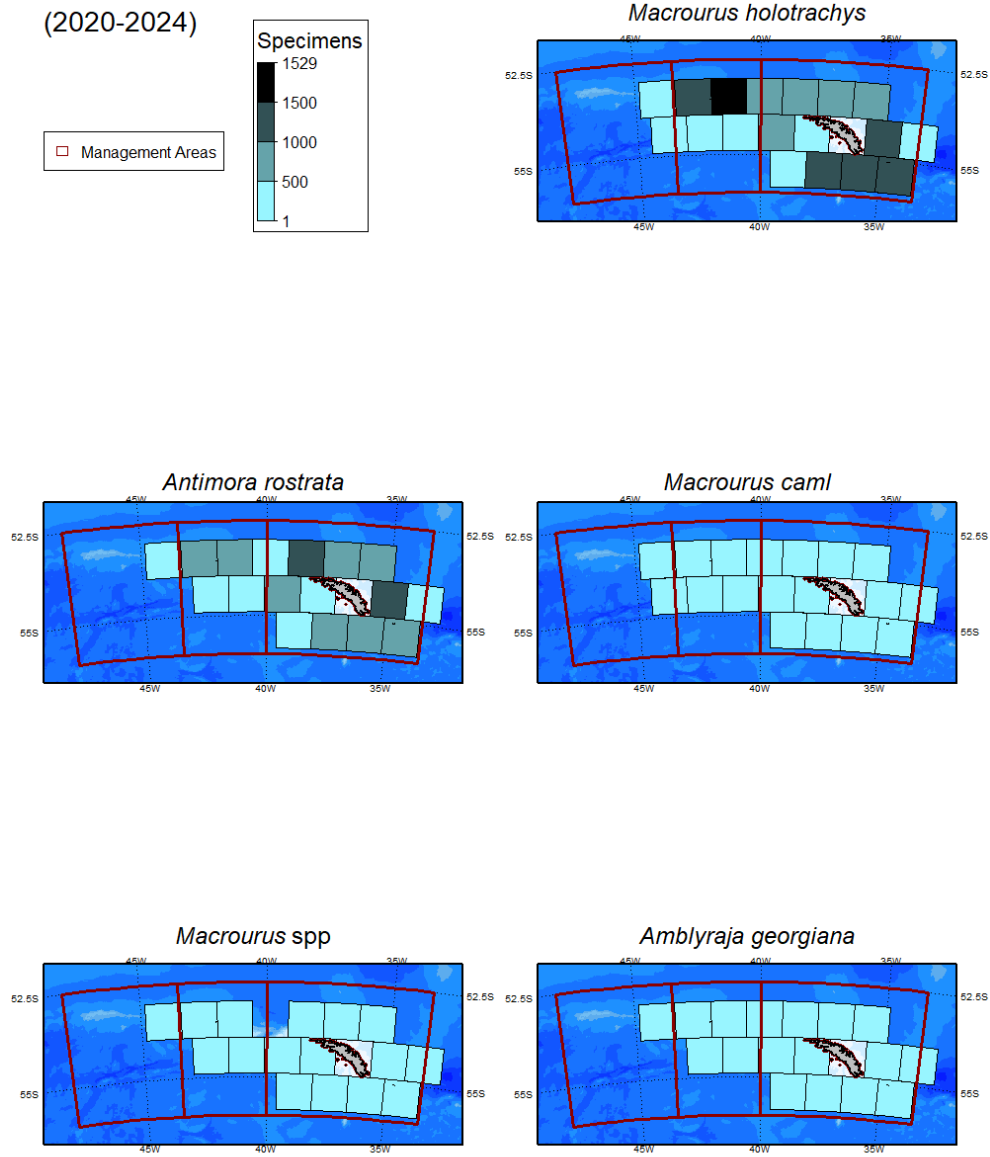 (2020-2024)
Specimens
1529
1500
1000
500
1
Management Areas
Macrourus holotrachys
45W 40W 35W
52.5S 52.5S
55S 55S
45W 40W 35W
Antimora rostrata
45W 40W 35W
52.5S 52.5S
55S 55S
45W 40W 35W
Macrourus caml
45W 40W 35W
52.5S 52.5S
55S 55S
45W 40W 35W
Macrourus spp
45W 40W 35W
52.5S 52.5S
55S 55S
45W 40W 35W
Amblyraja georgiana
45W 40W 35W
52.5S 52.5S
55S 55S
45W 40W 35W